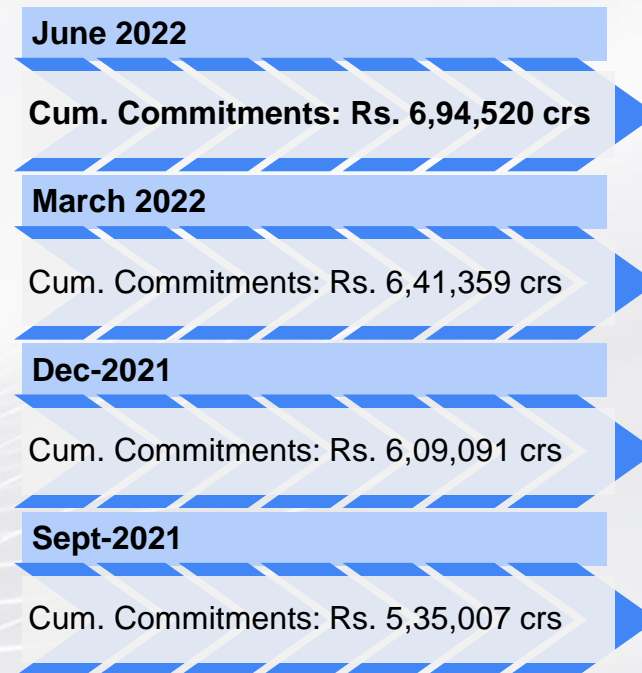 June 2022
Cum. Commitments: Rs. 6,94,520 crs
March 2022
Cum. Commitments: Rs. 6,41,359 crs
Dec-2021
Cum. Commitments: Rs. 6,09,091 crs
Sept-2021
Cum. Commitments: Rs. 5,35,007 crs